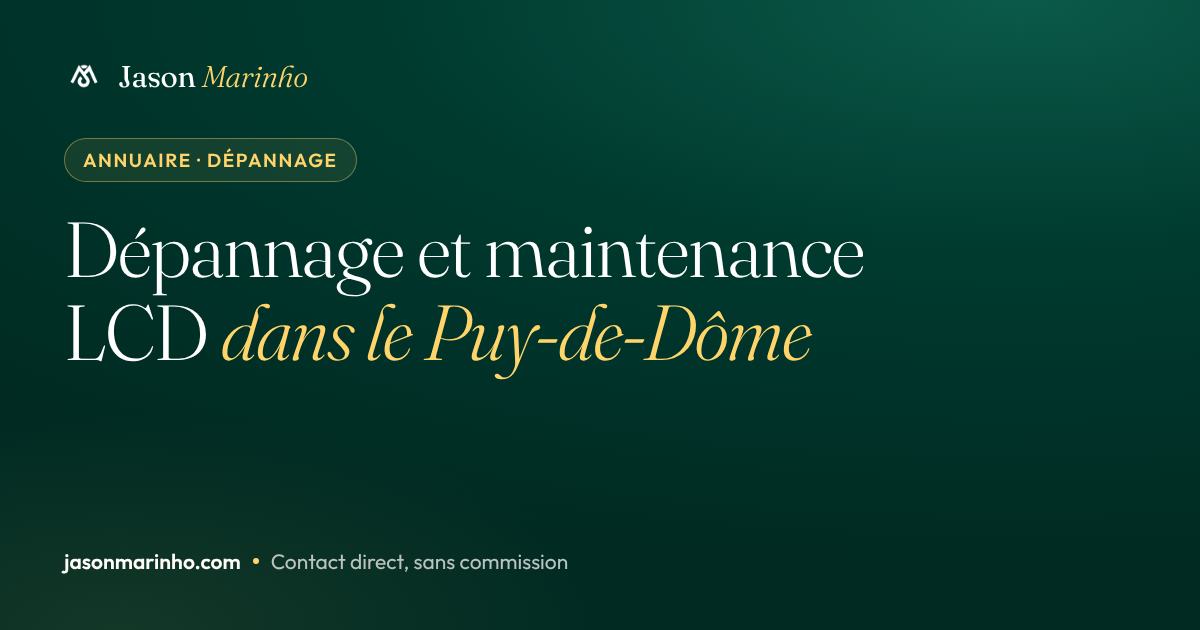 Jason Marinho
ANNUAIRE · DÉPANNAGE
Dépannage et maintenance
LCD dans le Puy-de-Dôme
jasonmarinho.com • Contact direct, sans commission